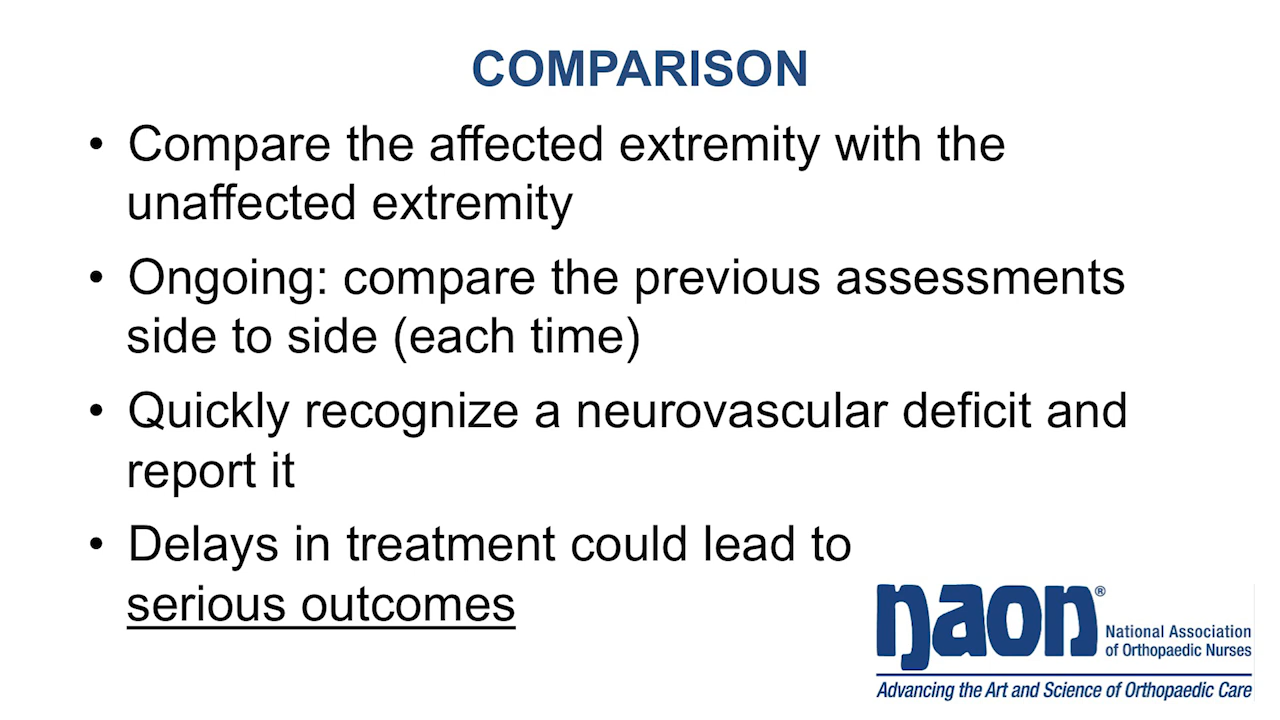 COMPARISON
• Compare the affected extremity with the
unaffected extremity
• Ongoing: compare the previous assessments
side to side (each time)
• Quickly recognize a neurovascular deficit and
report it
• Delays in treatment could lead to
serious outcomes
naon®
National Association
of Orthopaedic Nurses
Advancing the Art and Science of Orthopaedic Care